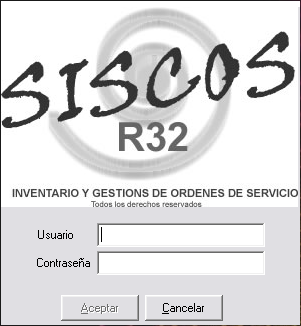 SISCOS
R32
INVENTARIO Y GESTIONS DE ORDENES DE SERVICIO
Todos los derechos reservados
Usuario
Contraseña
Aceptar
Cancelar